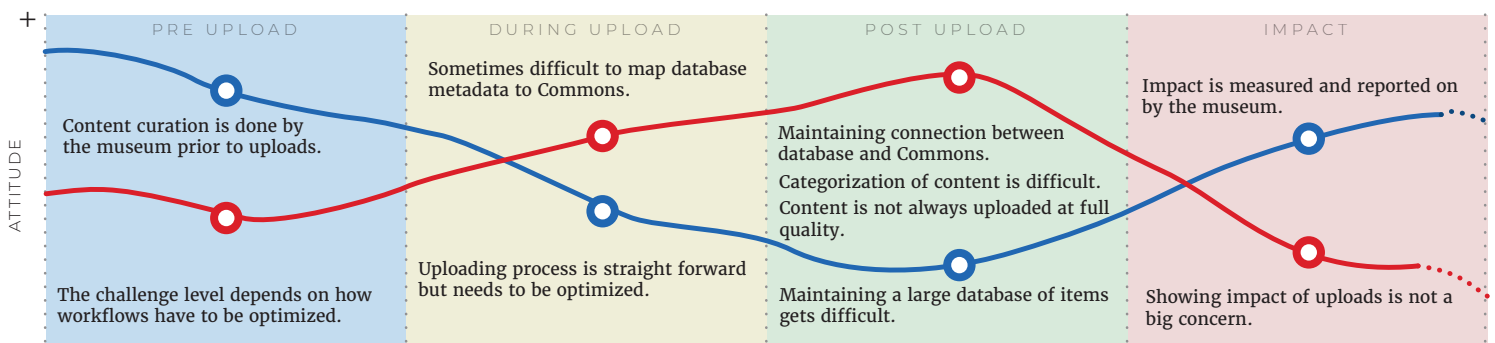 +
ATTITUDE
PRE UPLOAD
Content curation is done by
the museum prior to uploads.
The challenge level depends on how
workflows have to be optimized.
DURING UPLOAD
Sometimes difficult to map database
metadata to Commons.
Uploading process is straight forward
but needs to be optimized.
POST UPLOAD
Maintaining connection between
database and Commons.
Categorization of content is difficult.
Content is not always uploaded at full
quality.
Maintaining a large database of items
gets difficult.
IMPACT
Impact is measured and reported on
by the museum.
Showing impact of uploads is not a
big concern.